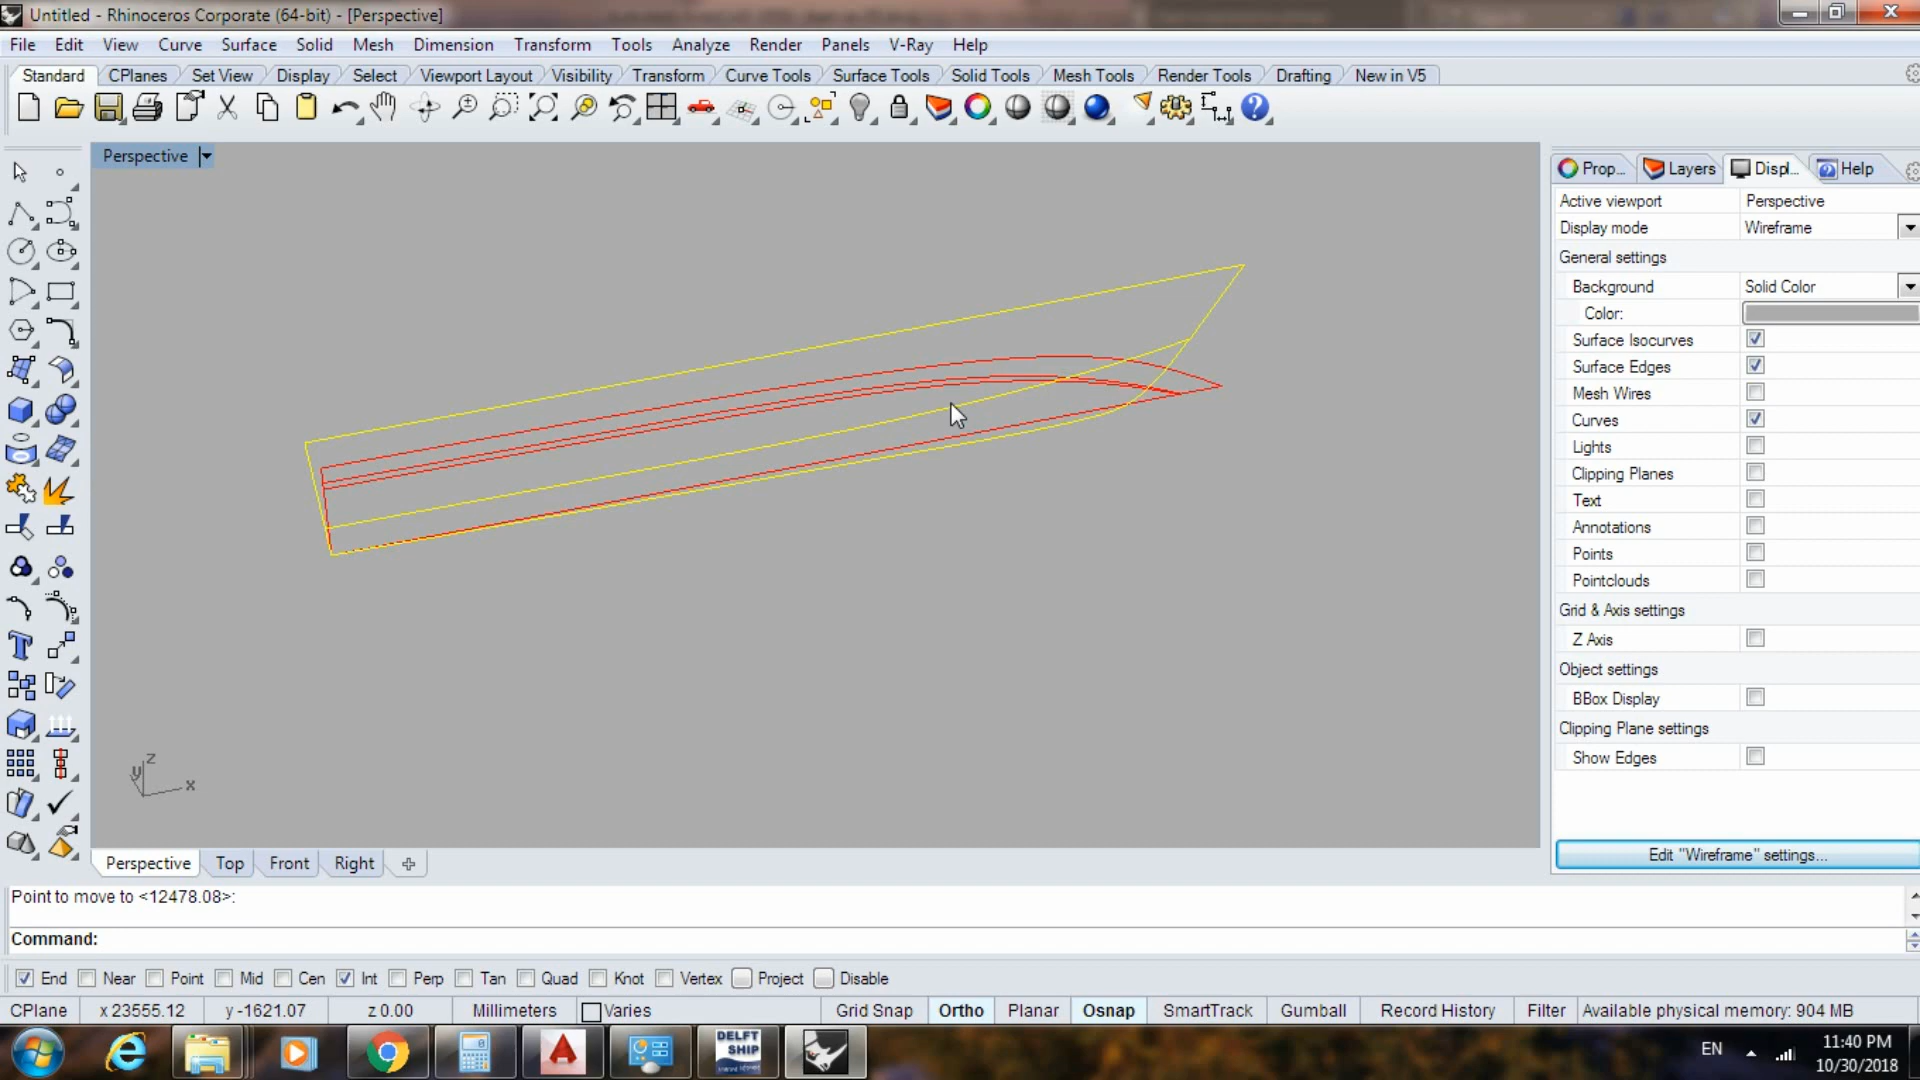 Untitled - Rhinoceros Corporate (64-bit) - [Perspective]
File Edit View Curve Surface Solid Mesh Dimension Transform Tools Analyze Render Panels V-Ray Help
Standard CPlanes Set View Display Select Viewport Layout Visibility Transform Curve Tools Surface Tools Solid Tools Mesh Tools Render Tools Drafting New in V5
Perspective
Prop... Layers Displ... Help
Active viewport Perspective
Display mode Wireframe
General settings
Background Solid Color
Color:
Surface Isocurves
Surface Edges
Mesh Wires
Curves
Lights
Clipping Planes
Text
Annotations
Points
Pointclouds
Grid & Axis settings
Z Axis
Object settings
BBox Display
Clipping Plane settings
Show Edges
z
y
x
Edit "Wireframe" settings...
Perspective Top Front Right
Point to move to <12478.08>:
Command:
End Near Point Mid Cen Int Perp Tan Quad Knot Vertex Project Disable
CPlane x 23555.12 y -1621.07 z 0.00 Millimeters Varies Grid Snap Ortho Planar Osnap SmartTrack Gumball Record History Filter Available physical memory: 904 MB
DELFT
SHIP
EN
11:40 PM
10/30/2018